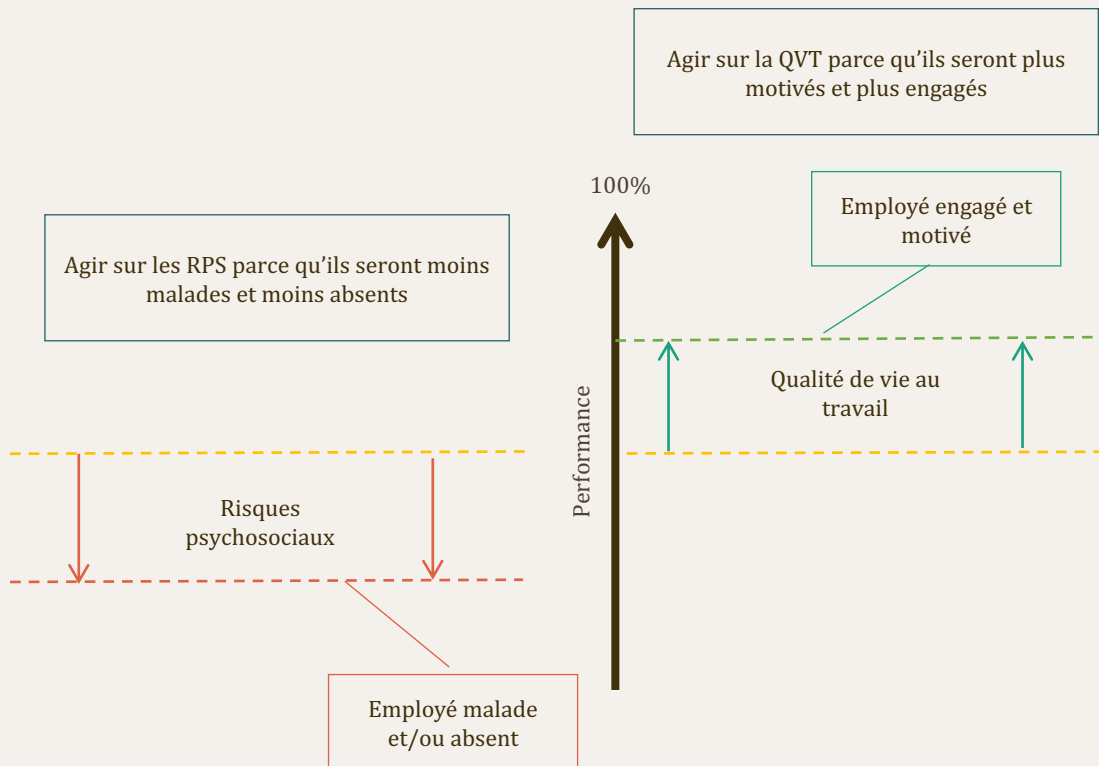 Agir sur la QVT parce qu’ils seront plus
motivés et plus engagés
100%
Employé engagé et
motivé
Agir sur les RPS parce qu’ils seront moins
malades et moins absents
Qualité de vie au
travail
Performance
Risques
psychosociaux
Employé malade
et/ou absent